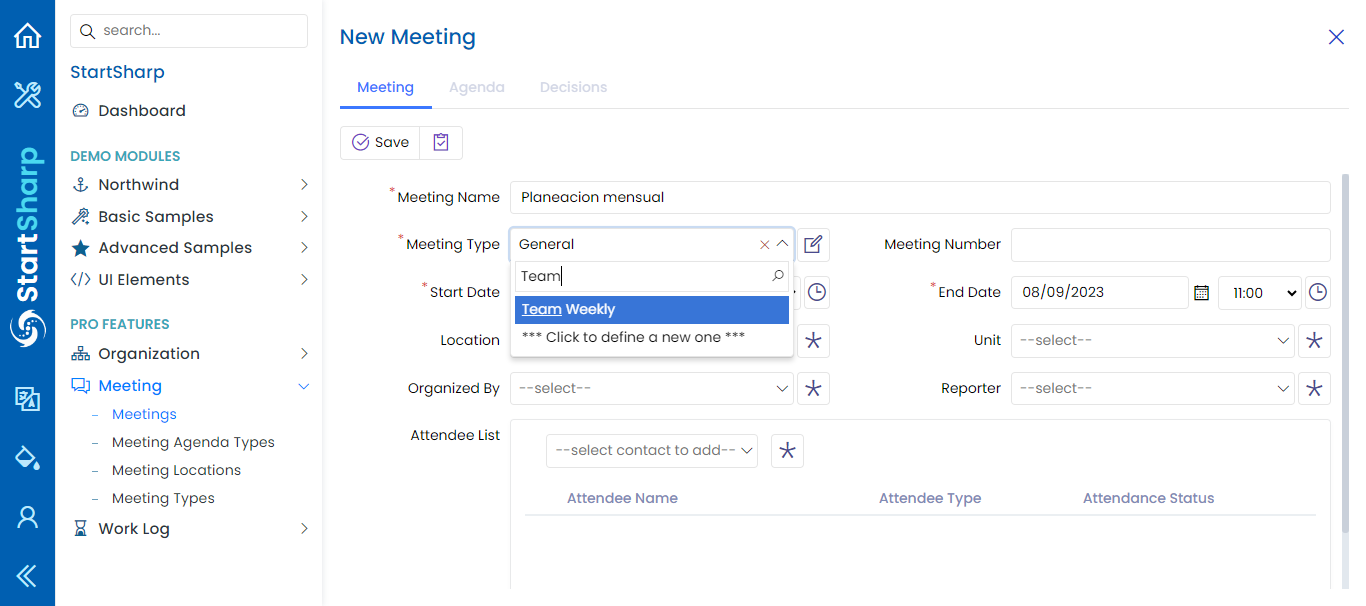 search...
StartSharp
Dashboard
DEMO MODULES
Northwind
Basic Samples
Advanced Samples
UI Elements
PRO FEATURES
Organization
Meeting
Meetings
Meeting Agenda Types
Meeting Locations
Meeting Types
Work Log
StartSharp
New Meeting
Meeting Agenda Decisions
Save
* Meeting Name Planeacion mensual
* Meeting Type General Meeting Number
Team
Team Weekly
*** Click to define a new one ***
* Start Date * End Date 08/09/2023 11:00
Location Unit --select--
Organized By --select-- Reporter --select--
Attendee List
--select contact to add--
Attendee Name Attendee Type Attendance Status